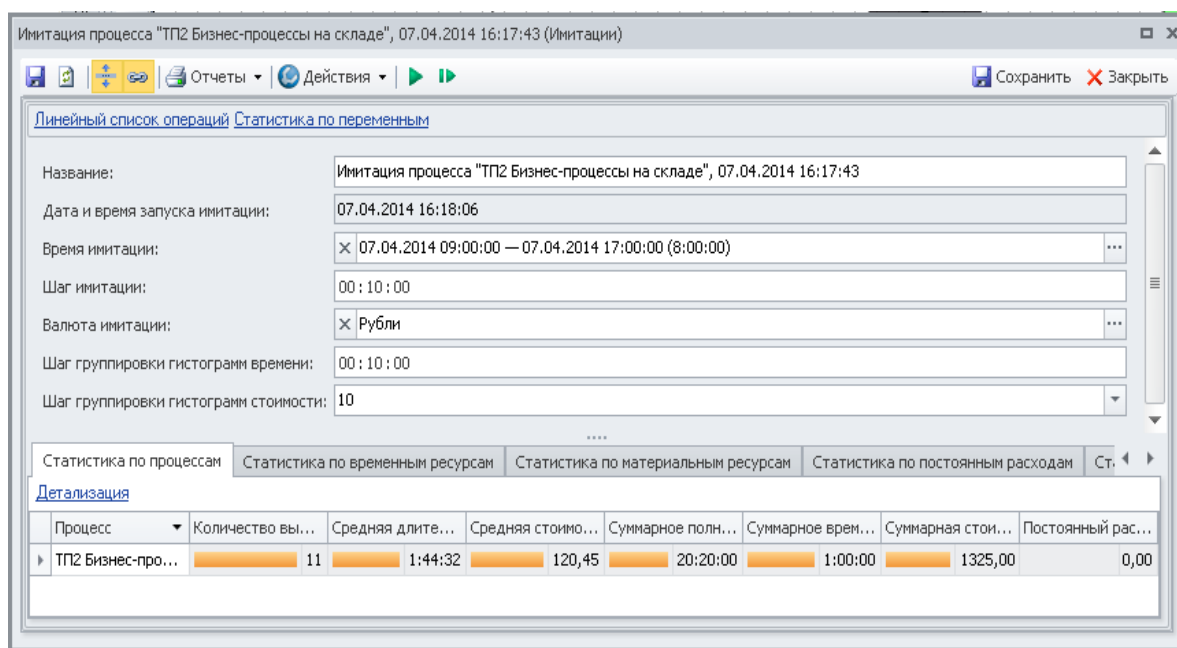 Имитация процесса "ТП2 Бизнес-процессы на складе", 07.04.2014 16:17:43 (Имитации)
Отчеты Действия Сохранить Закрыть
Линейный список операций Статистика по переменным
Название: Имитация процесса "ТП2 Бизнес-процессы на складе", 07.04.2014 16:17:43
Дата и время запуска имитации: 07.04.2014 16:18:06
Время имитации: 07.04.2014 09:00:00 — 07.04.2014 17:00:00 (8:00:00)
Шаг имитации: 00:10:00
Валюта имитации: Рубли
Шаг группировки гистограмм времени: 00:10:00
Шаг группировки гистограмм стоимости: 10
Статистика по процессам Статистика по временным ресурсам Статистика по материальным ресурсам Статистика по постоянным расходам Ст
Детализация
Процесс Количество вы... Средняя длите... Средняя стоимо... Суммарное полн... Суммарное врем... Суммарная стои... Постоянный рас...
ТП2 Бизнес-про... 11 1:44:32 120,45 20:20:00 1:00:00 1325,00 0,00